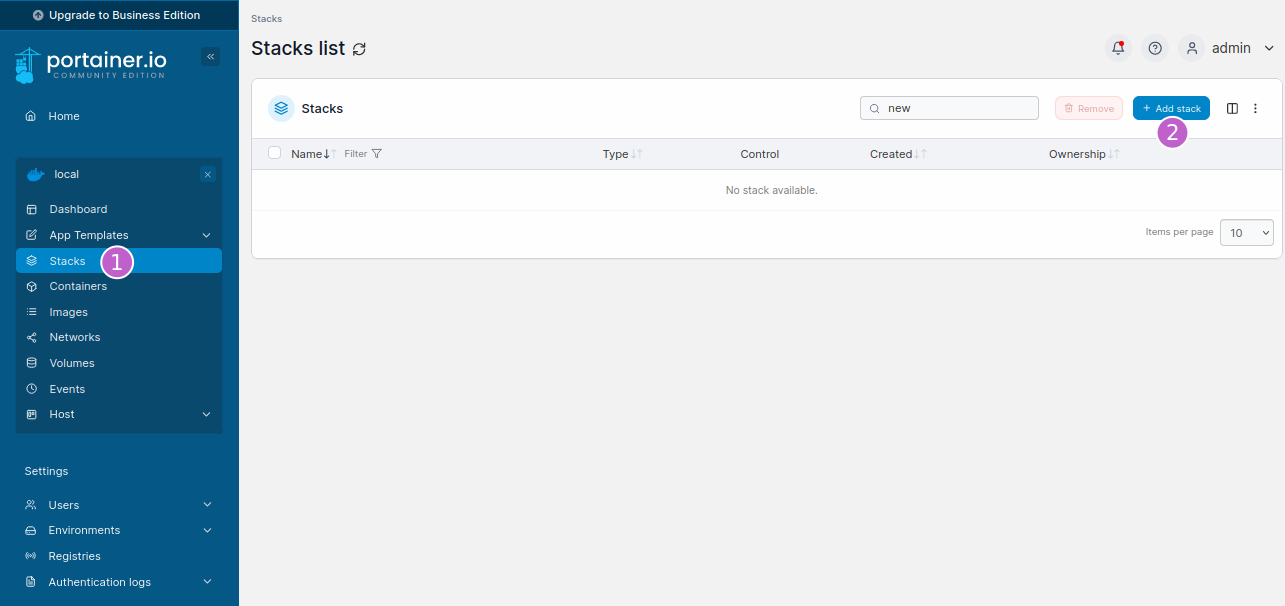 Upgrade to Business Edition
portainer.io
COMMUNITY EDITION
Home
local
Dashboard
App Templates
Stacks
1
Containers
Images
Networks
Volumes
Events
Host
Settings
Users
Environments
Registries
Authentication logs
Stacks
Stacks list
admin
Stacks
new
Remove
+ Add stack
2
Name Filter Type Control Created Ownership
No stack available.
Items per page 10